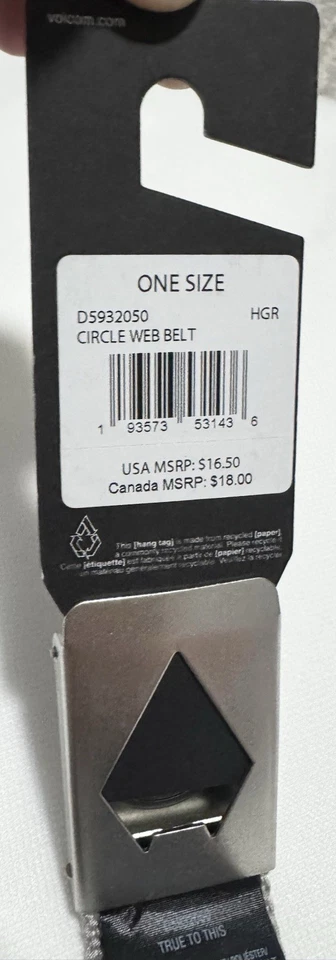 volcom.com
ONE SIZE
D5932050 HGR
CIRCLE WEB BELT
1 93573 53143 6
USA MSRP: $16.50
Canada MSRP: $18.00
This [hang tag] is made from recycled [paper],
a commonly recycled material. Please recycle it.
Cette [étiquette] est fabriquée à partir de [papier] recyclable,
un matériau généralement recyclable. Veuillez la recycler
TRUE TO THIS
POLYESTER